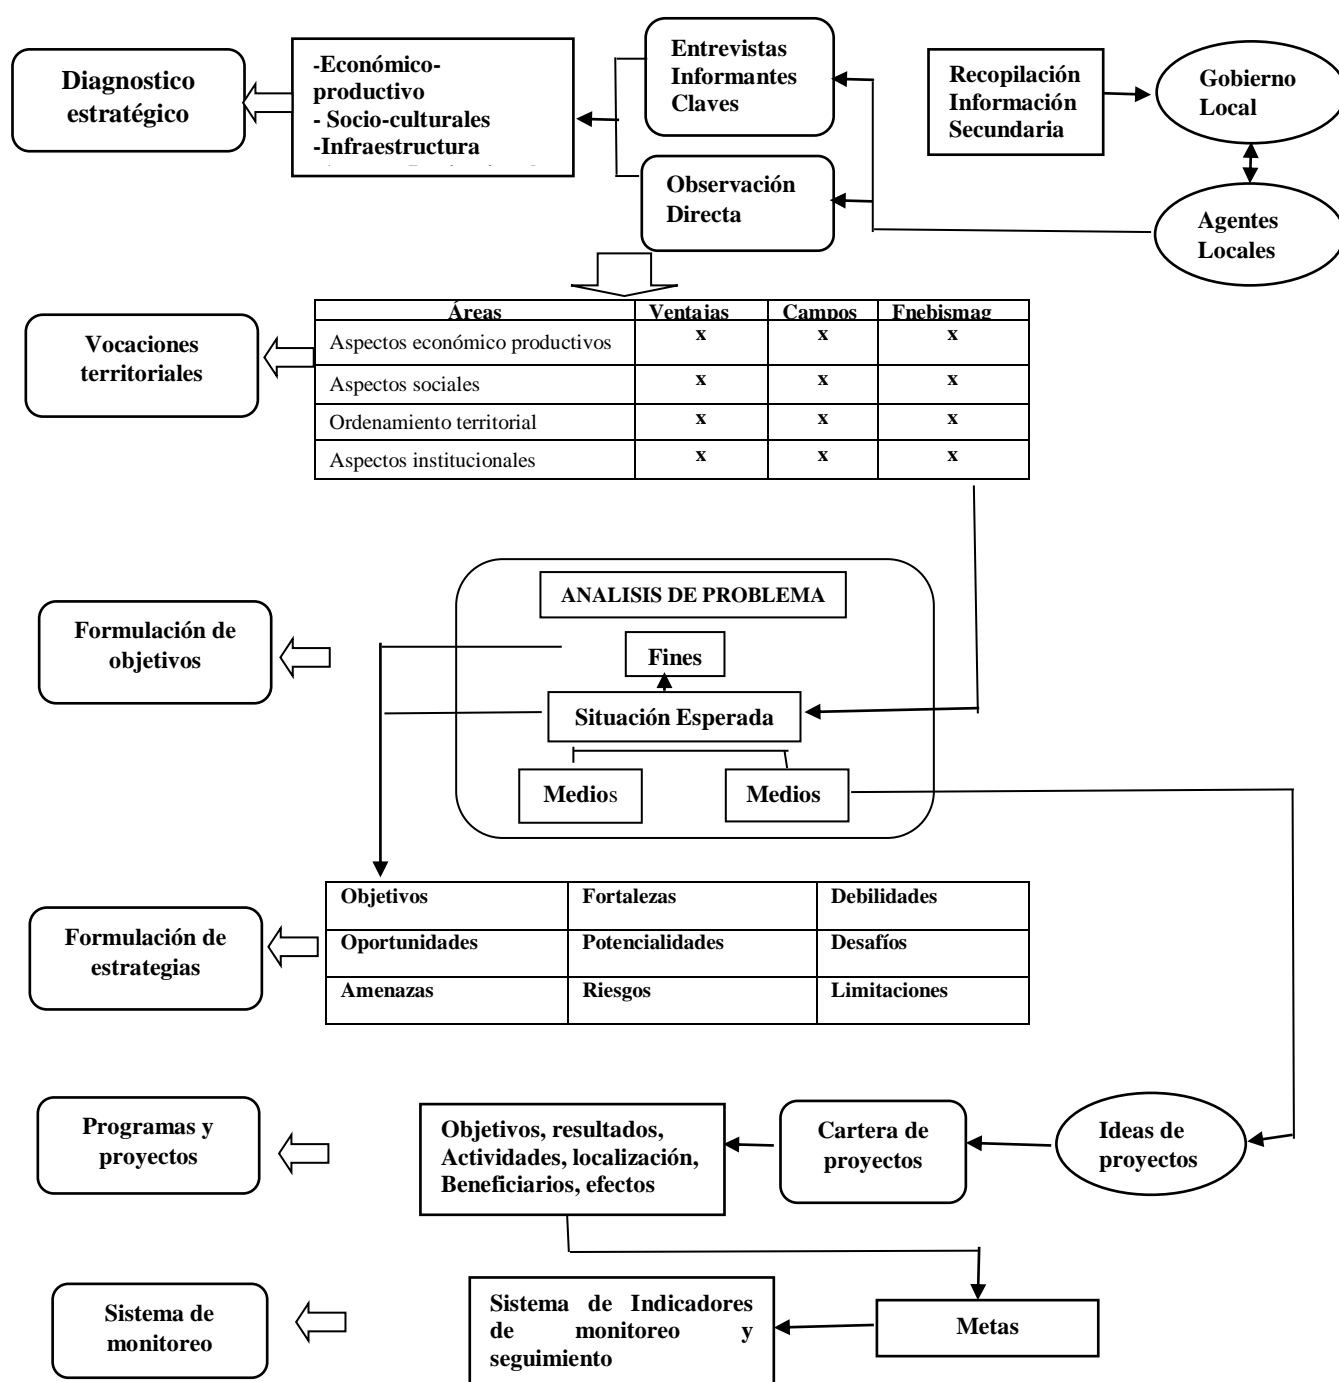 Diagnostico
estratégico
-Económico-
productivo
- Socio-culturales
-Infraestructura
Entrevistas
Informantes
Claves
Observación
Directa
Recopilación
Información
Secundaria
Gobierno
Local
Agentes
Locales
Vocaciones
territoriales
Áreas Ventajas Campos Fnebismag
Aspectos económico productivos x x x
Aspectos sociales x x x
Ordenamiento territorial x x x
Aspectos institucionales x x x
Formulación de
objetivos
ANALISIS DE PROBLEMA
Fines
Situación Esperada
Medios Medios
Formulación de
estrategias
Objetivos Fortalezas Debilidades
Oportunidades Potencialidades Desafíos
Amenazas Riesgos Limitaciones
Programas y
proyectos
Objetivos, resultados,
Actividades, localización,
Beneficiarios, efectos
Cartera de
proyectos
Ideas de
proyectos
Sistema de
monitoreo
Sistema de Indicadores
de monitoreo y
seguimiento
Metas